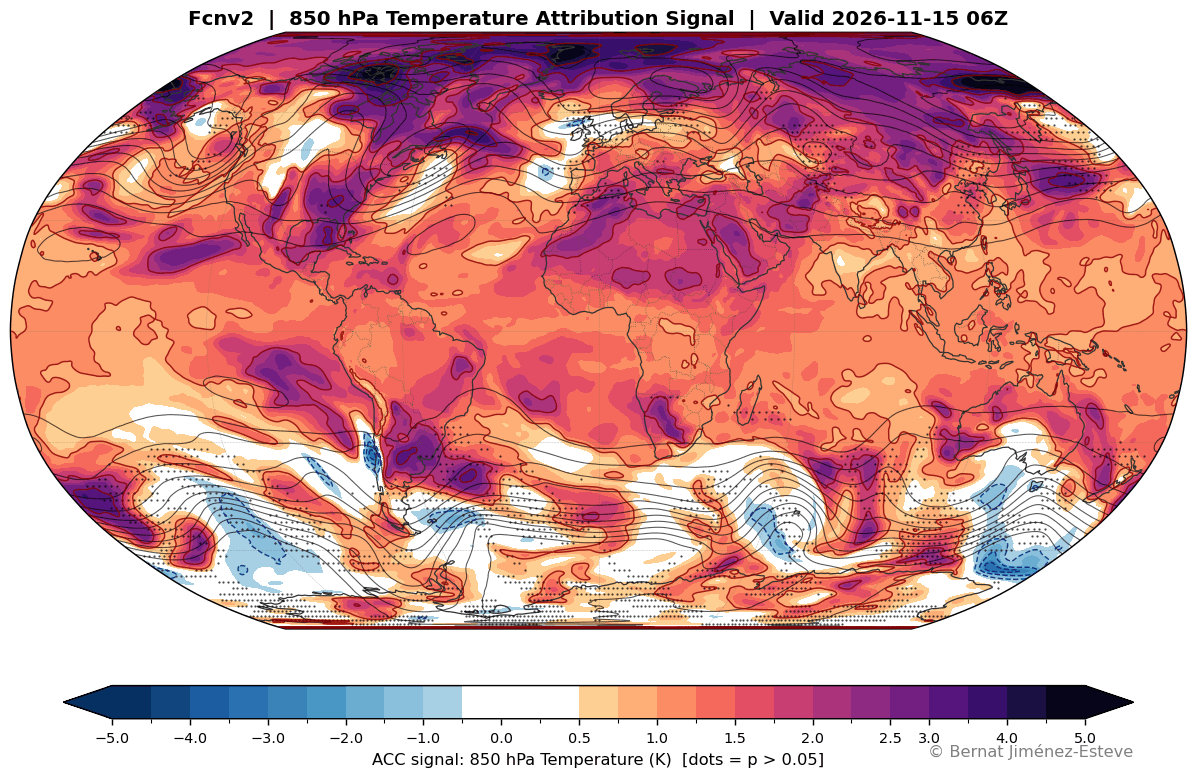 Fcnv2 | 850 hPa Temperature Attribution Signal | Valid 2026-11-15 06Z
−5.0 −4.0 −3.0 −2.0 −1.0 0.0 0.5 1.0 1.5 2.0 2.5 3.0 4.0 5.0
ACC signal: 850 hPa Temperature (K) [dots = p > 0.05]
© Bernat Jiménez-Esteve